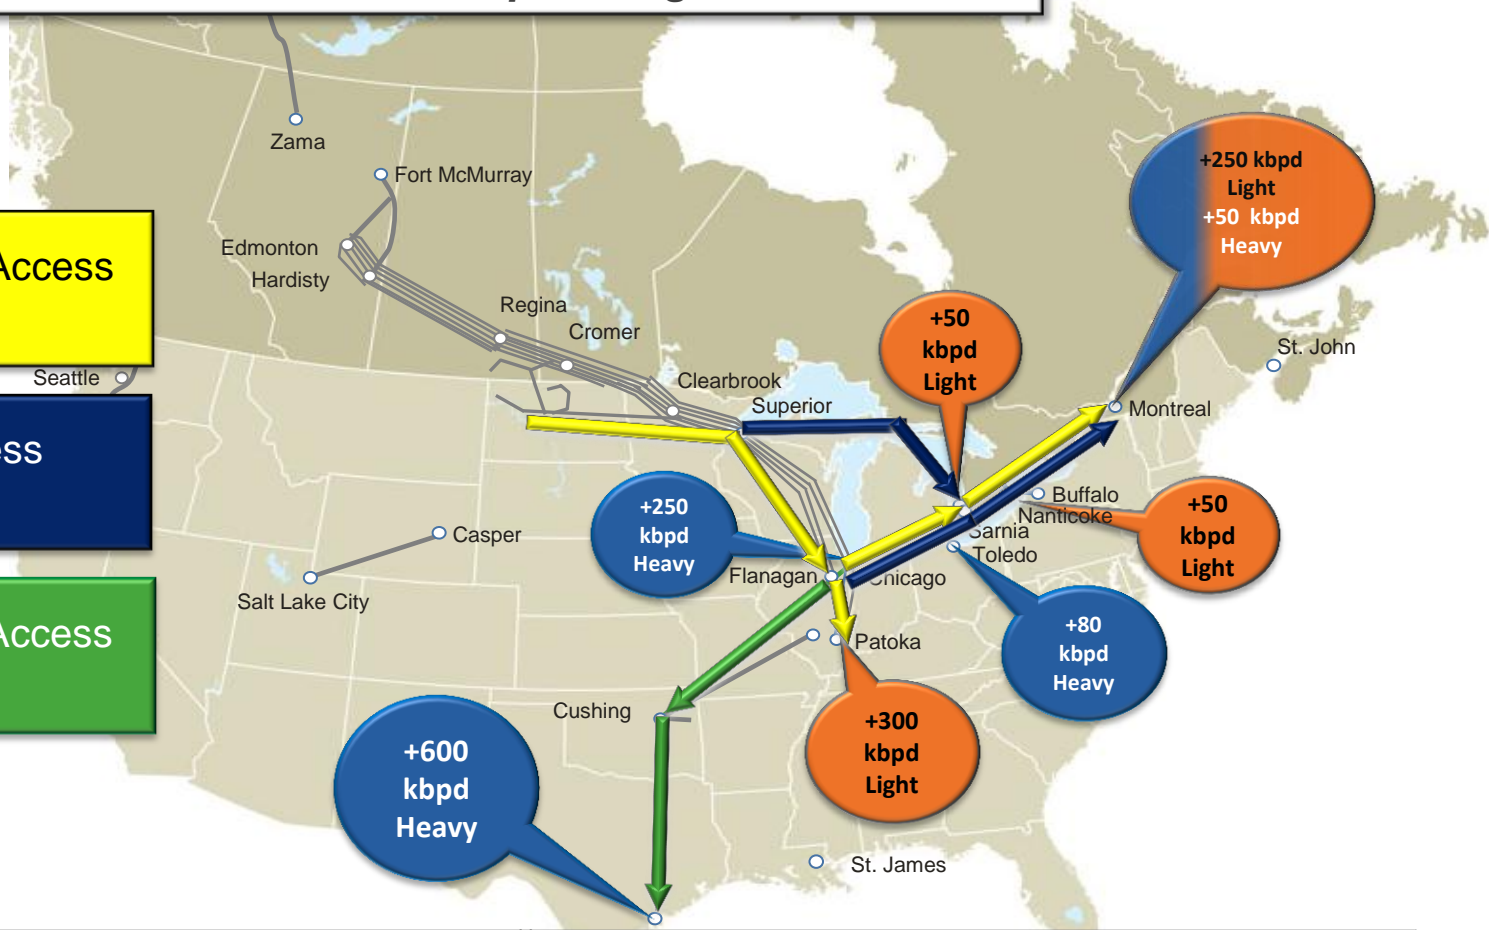 Zama
Fort McMurray
+250 kbpd
Light
+50 kbpd
Heavy
Edmonton
Access
Hardisty
Regina
Cromer
+50
kbpd
Light
St. John
Seattle
Clearbrook
Superior
Montreal
ess
+250
kbpd
Heavy
Buffalo
Nanticoke
+50
kbpd
Light
Casper
Sarnia
Toledo
Flanagan
Chicago
Salt Lake City
Access
+80
kbpd
Heavy
Patoka
Cushing
+300
kbpd
Light
+600
kbpd
Heavy
St. James